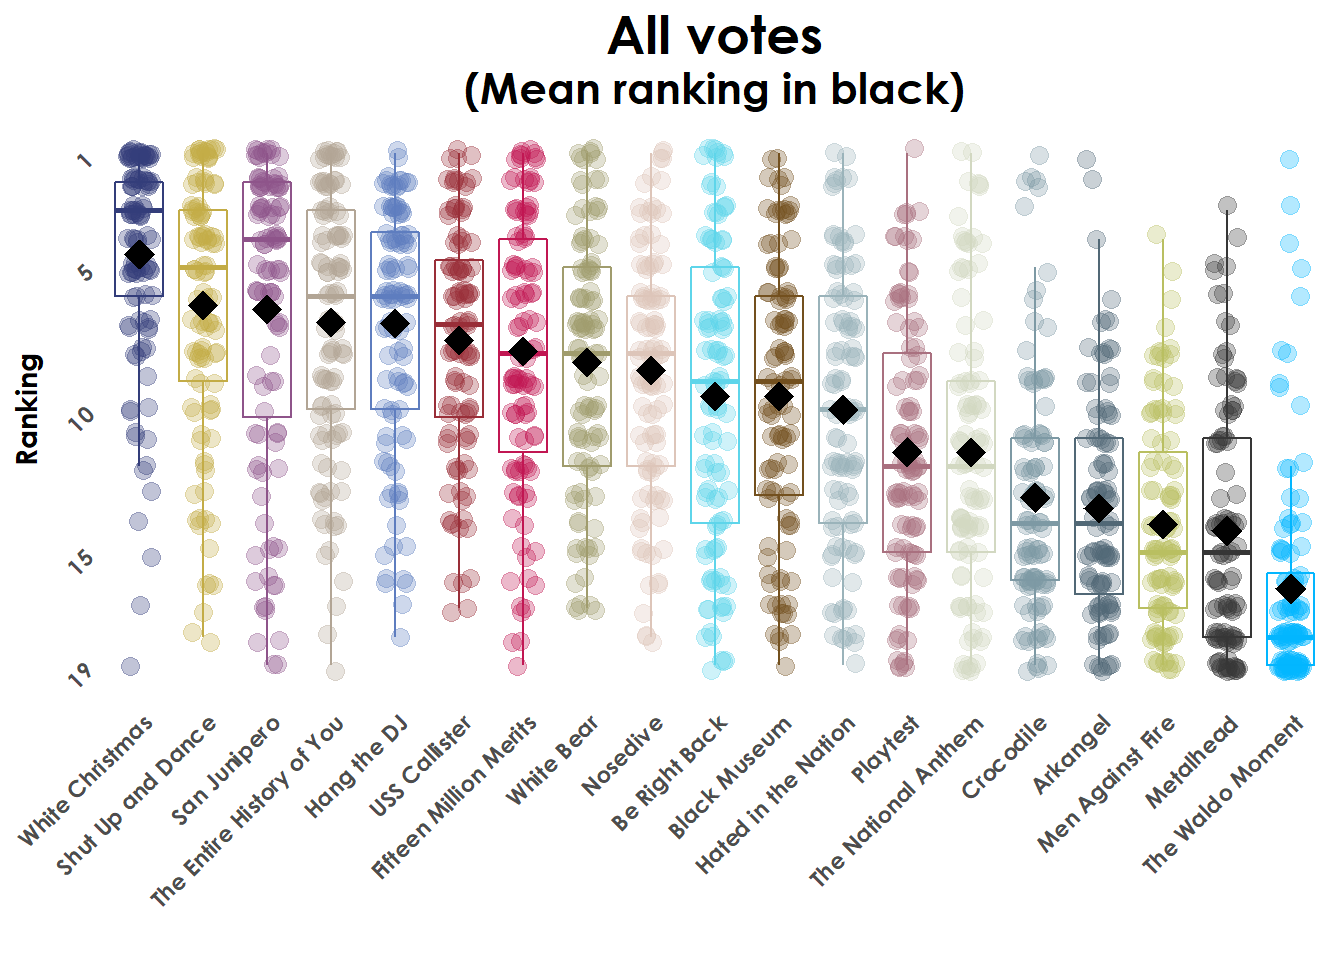 All votes
(Mean ranking in black)
Ranking
1
5
10
15
19
White Christmas
Shut Up and Dance
San Junipero
The Entire History of You
Hang the DJ
USS Callister
Fifteen Million Merits
White Bear
Nosedive
Be Right Back
Black Museum
Hated in the Nation
Playtest
The National Anthem
Crocodile
Arkangel
Men Against Fire
Metalhead
The Waldo Moment